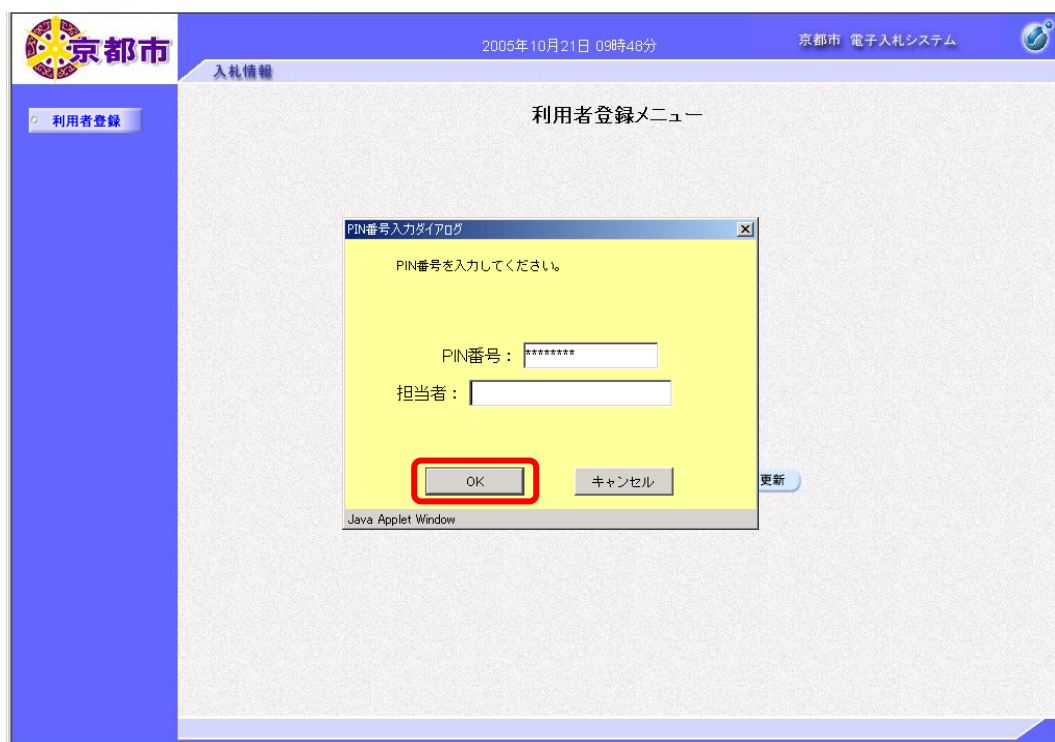 京都市
2005年10月21日 09時48分
京都市 電子入札システム
入札情報
利用者登録
利用者登録メニュー
PIN番号入力ダイアログ
PIN番号を入力してください。
PIN番号：
********
担当者：
OK
キャンセル
更新
Java Applet Window